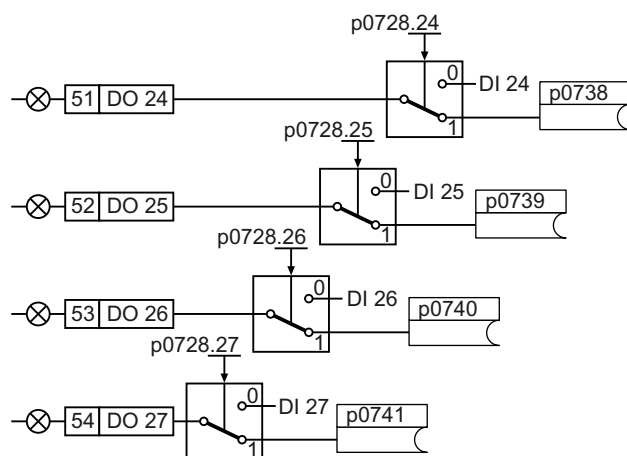 p0728.24
0
DI 24
p0738
51 DO 24
1
p0728.25
0
DI 25
p0739
52 DO 25
1
p0728.26
0
DI 26
p0740
53 DO 26
1
p0728.27
0
DI 27
p0741
54 DO 27
1